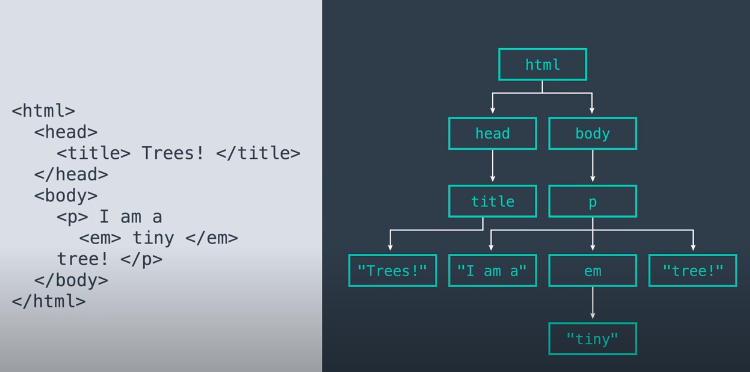 <html>
<head>
<title> Trees! </title>
</head>
<body>
<p> I am a
<em> tiny </em>
tree! </p>
</body>
</html>
html
head
body
title
p
"Trees!"
"I am a"
em
"tree!"
"tiny"